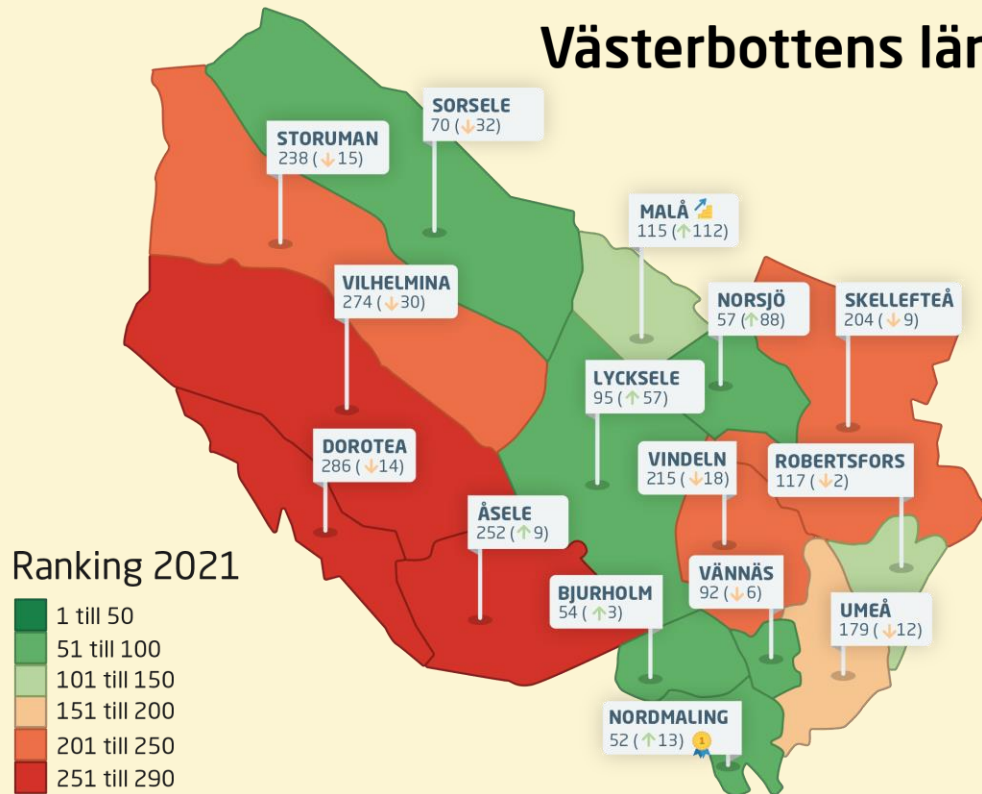 Västerbottens län
SORSELE
70 (↓32)
STORUMAN
238 (↓15)
MALÅ
115 (↑112)
VILHELMINA
274 (↓30)
NORSJÖ
57 (↑88)
SKELLEFTEÅ
204 (↓9)
LYCKSELE
95 (↑57)
DOROTEA
286 (↓14)
VINDELN
215 (↓18)
ROBERTSFORS
117 (↓2)
ÅSELE
252 (↑9)
BJURHOLM
54 (↑3)
VÄNNÄS
92 (↓6)
UMEÅ
179 (↓12)
NORDMALING
52 (↑13) 1
Ranking 2021
1 till 50
51 till 100
101 till 150
151 till 200
201 till 250
251 till 290